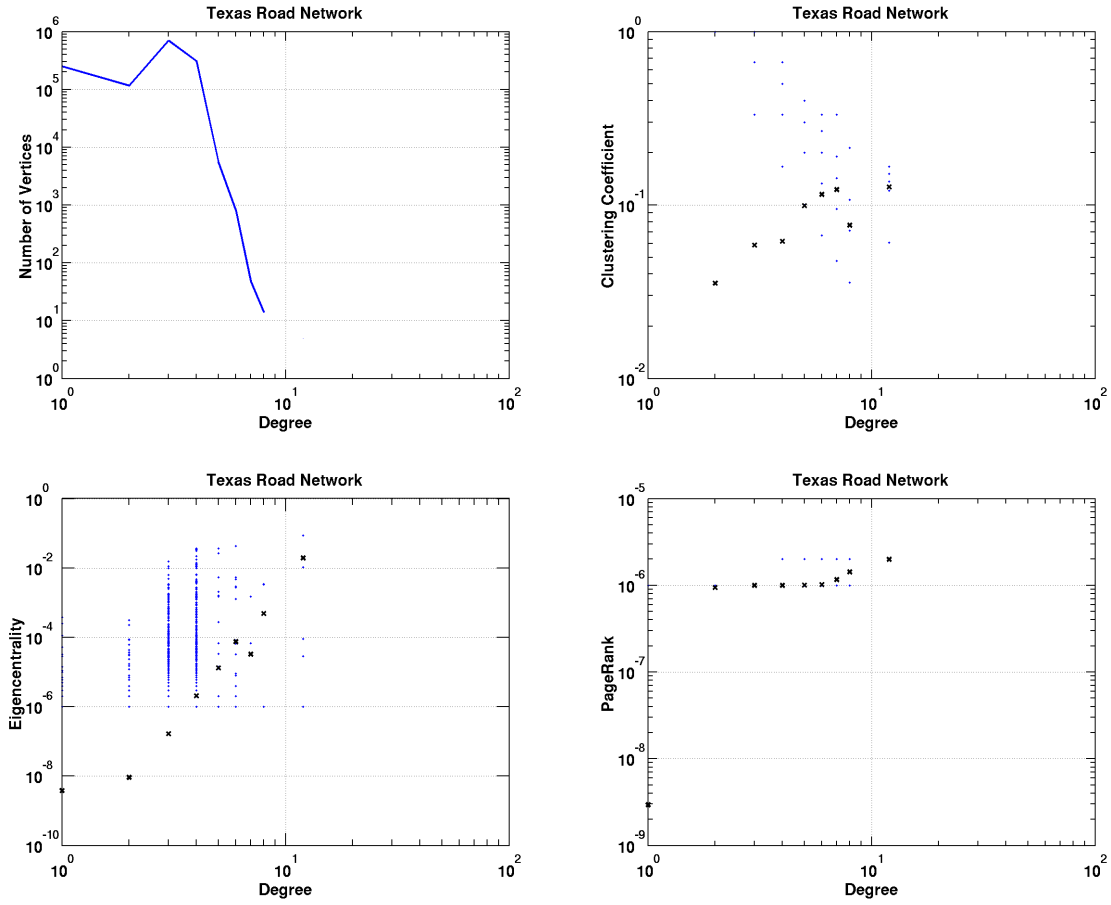 Texas Road Network
10^6
10^5
10^4
10^3
10^2
10^1
10^0
Number of Vertices
10^0
10^1
10^2
Degree
Texas Road Network
10^0
10^-1
10^-2
Clustering Coefficient
10^0
10^1
10^2
Degree
Texas Road Network
10^0
10^-2
10^-4
10^-6
10^-8
10^-10
Eigencentrality
10^0
10^1
10^2
Degree
Texas Road Network
10^-5
10^-6
10^-7
10^-8
10^-9
PageRank
10^0
10^1
10^2
Degree